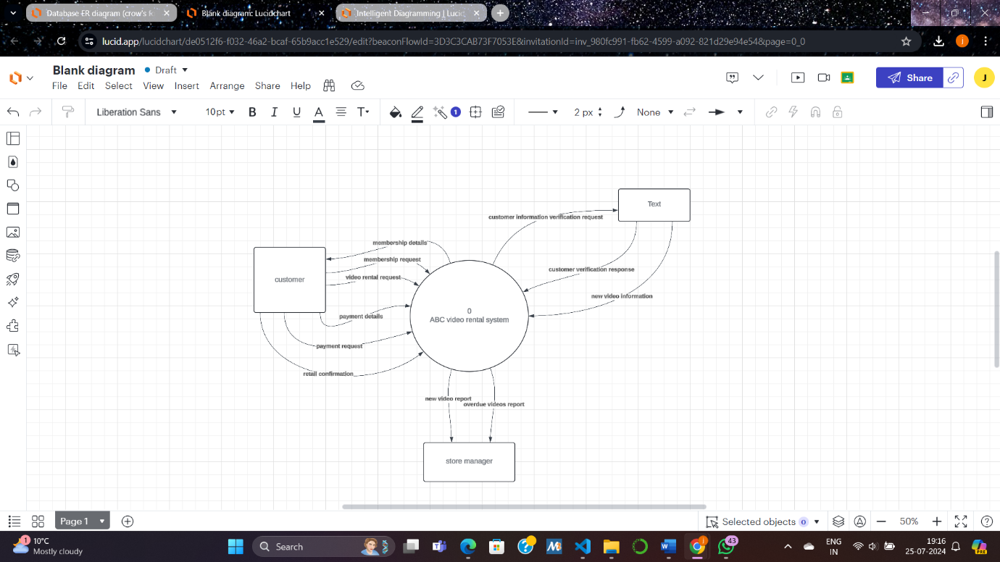 Database ER diagram (crow's f
Blank diagram: Lucidchart
Intelligent Diagramming | Lucid
lucid.app/lucidchart/de0512f6-f032-46a2-bcaf-65b9acc1e529/edit?beaconFlowId=3D3C3CAB73F7053E&invitationId=inv_980fc991-fb62-4599-a092-821d29e94e54&page=0_0
j
Blank diagram
Draft
File Edit Select View Insert Arrange Share Help
Share
J
Liberation Sans
10pt
B I U A T
1
2 px
None
Text
customer information verification request
membership details
membership request
customer verification response
video rental request
customer
new video information
0
ABC video rental system
payment details
payment request
retail confirmation
new video report
overdue videos report
store manager
Page 1
Selected objects 0
50%
1
10°C
Mostly cloudy
Search
43
ENG
IN
19:16
25-07-2024
PRE